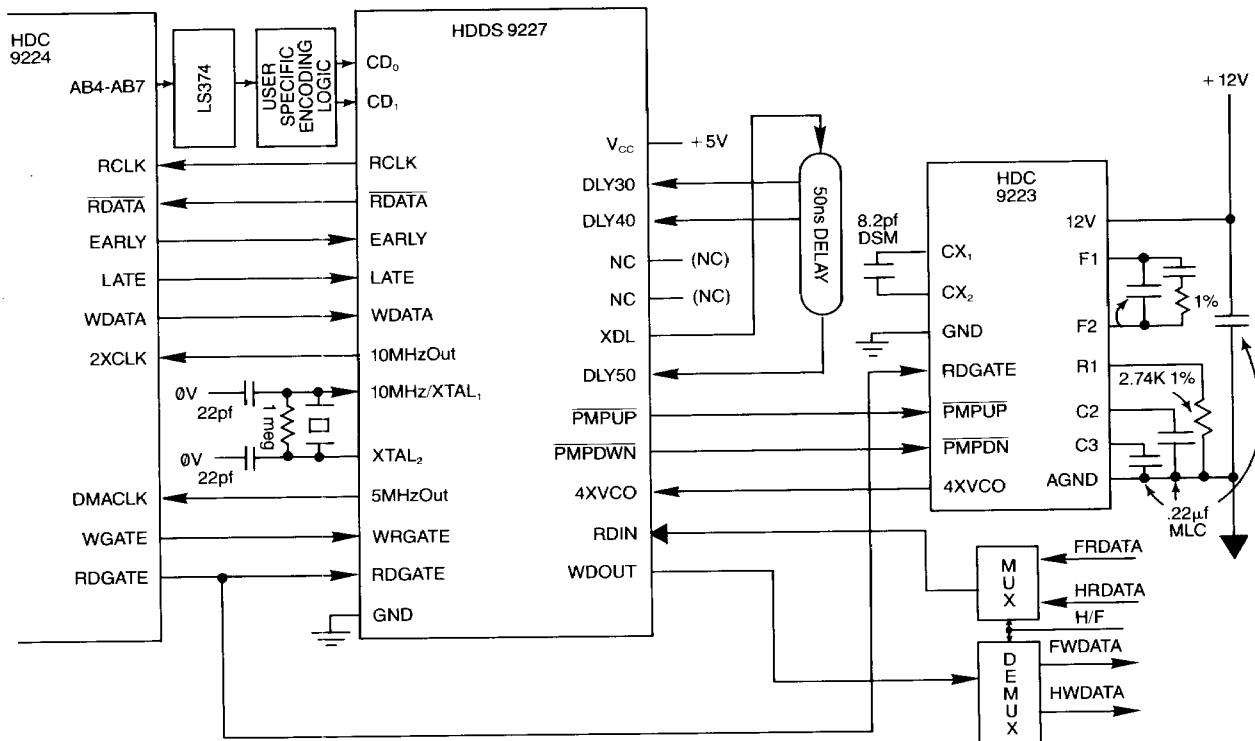 HDC
9224
AB4-AB7
RCLK
RDATA
EARLY
LATE
WDATA
2XCLK
DMACLK
WGATE
RDGATE
LS374
USER
SPECIFIC
ENCODING
LOGIC
0V
22pf
1 meg
0V
22pf
HDDS 9227
CD₀
CD₁
RCLK
RDATA
EARLY
LATE
WDATA
10MHzOut
10MHz/XTAL₁
XTAL₂
5MHzOut
WRGATE
RDGATE
GND
VCC
+5V
DLY30
DLY40
NC
(NC)
NC
(NC)
XDL
DLY50
PMPUP
PMPDWN
4XVCO
RDIN
WDOUT
50ns DELAY
8.2pf
DSM
HDC
9223
CX₁
CX₂
GND
RDGATE
PMPUP
PMPDN
4XVCO
12V
F1
F2
R1
C2
C3
AGND
+12V
1%
2.74K 1%
.22µf
MLC
MUX
FRDATA
HRDATA
H/F
DEMUX
FWDATA
HWDATA